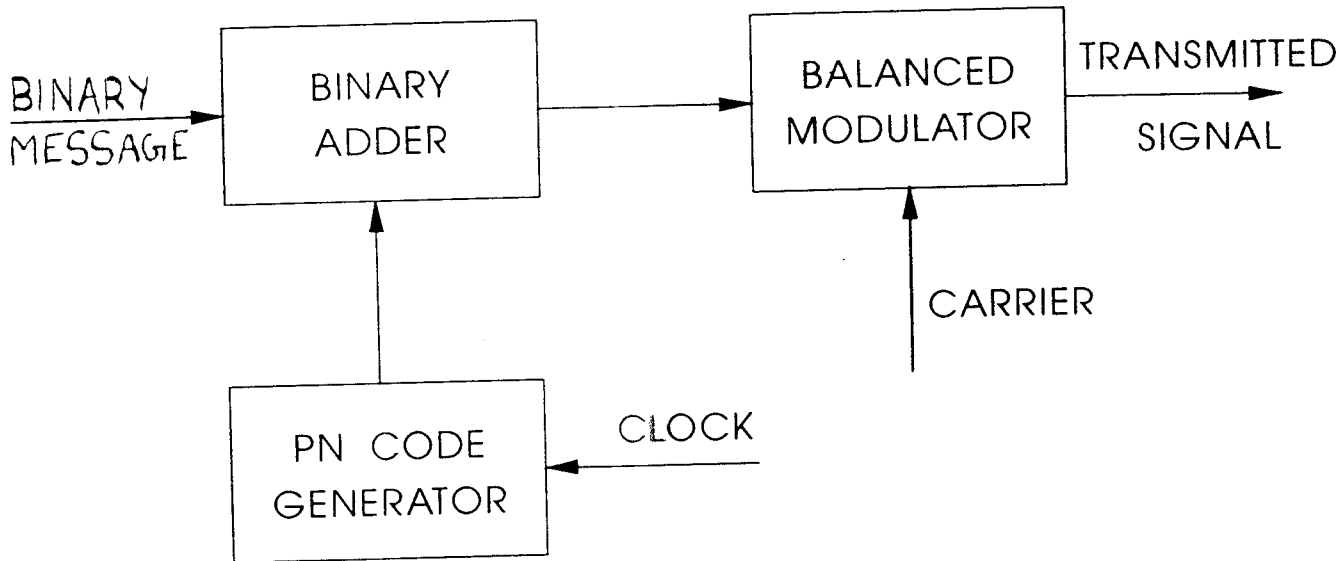 BINARY
MESSAGE
BINARY
ADDER
BALANCED
MODULATOR
TRANSMITTED
SIGNAL
CARRIER
PN CODE
GENERATOR
CLOCK